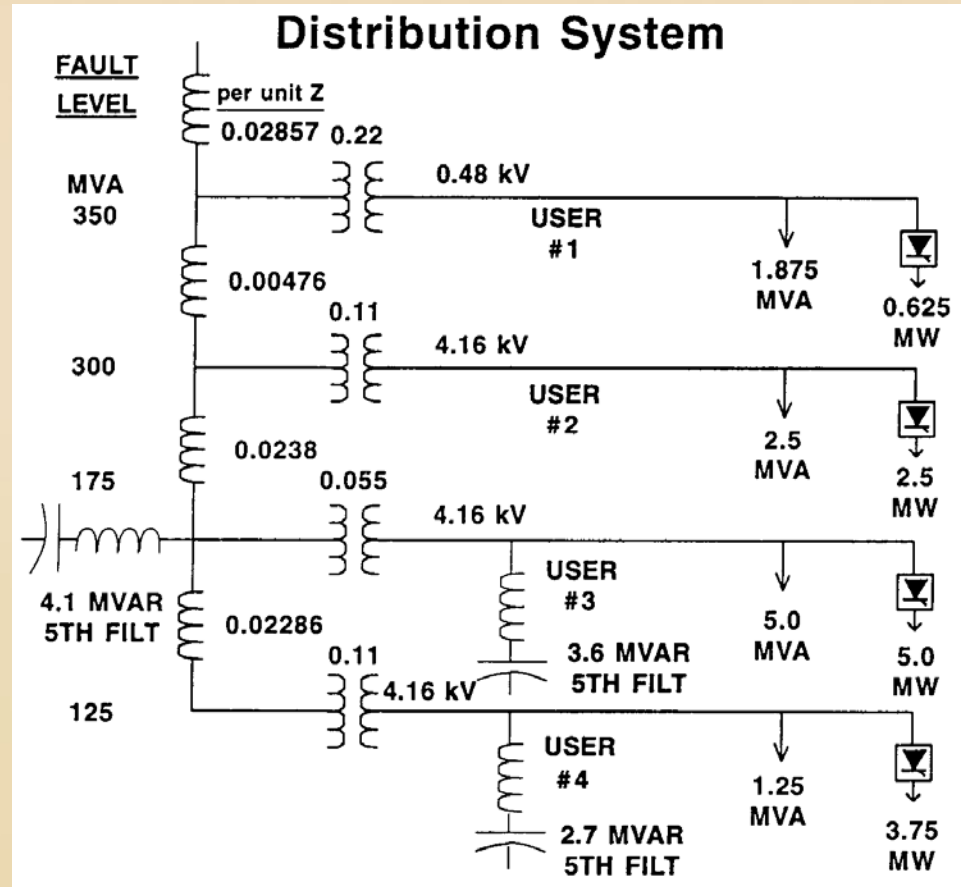 Distribution System
FAULT
LEVEL
per unit Z
0.02857
0.22
MVA
350
0.48 kV
USER
#1
1.875
MVA
0.625
MW
0.00476
0.11
300
4.16 kV
USER
#2
2.5
MVA
2.5
MW
0.0238
175
0.055
4.16 kV
4.1 MVAR
5TH FILT
USER
#3
3.6 MVAR
5TH FILT
5.0
MVA
5.0
MW
0.02286
0.11
125
4.16 kV
USER
#4
2.7 MVAR
5TH FILT
1.25
MVA
3.75
MW